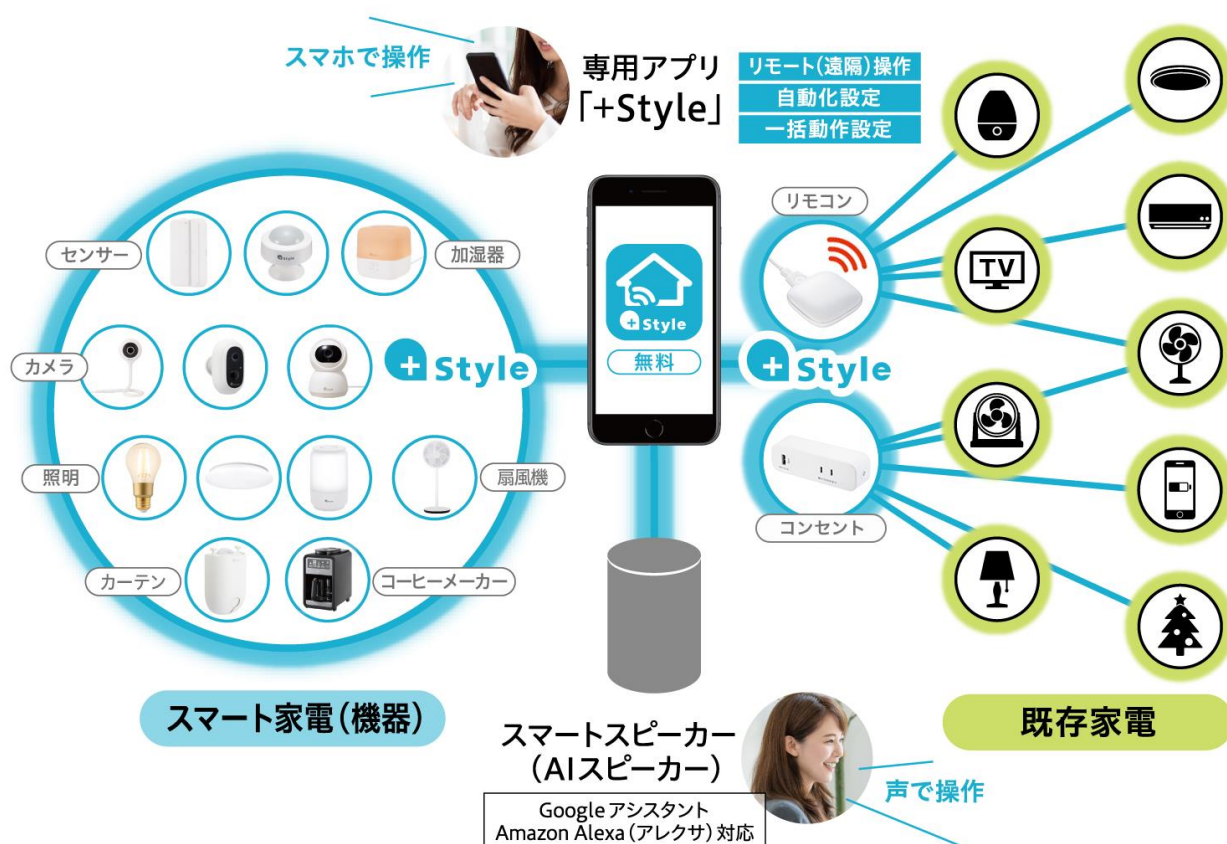 スマホで操作
専用アプリ
「+Style」
リモート(遠隔)操作
自動化設定
一括動作設定
センサー
加湿器
カメラ
照明
扇風機
カーテン
コーヒーメーカー
+Style
+Style
無料
+Style
リモコン
コンセント
TV
スマート家電(機器)
既存家電
スマートスピーカー
(AIスピーカー)
Google アシスタント
Amazon Alexa(アレクサ)対応
声で操作